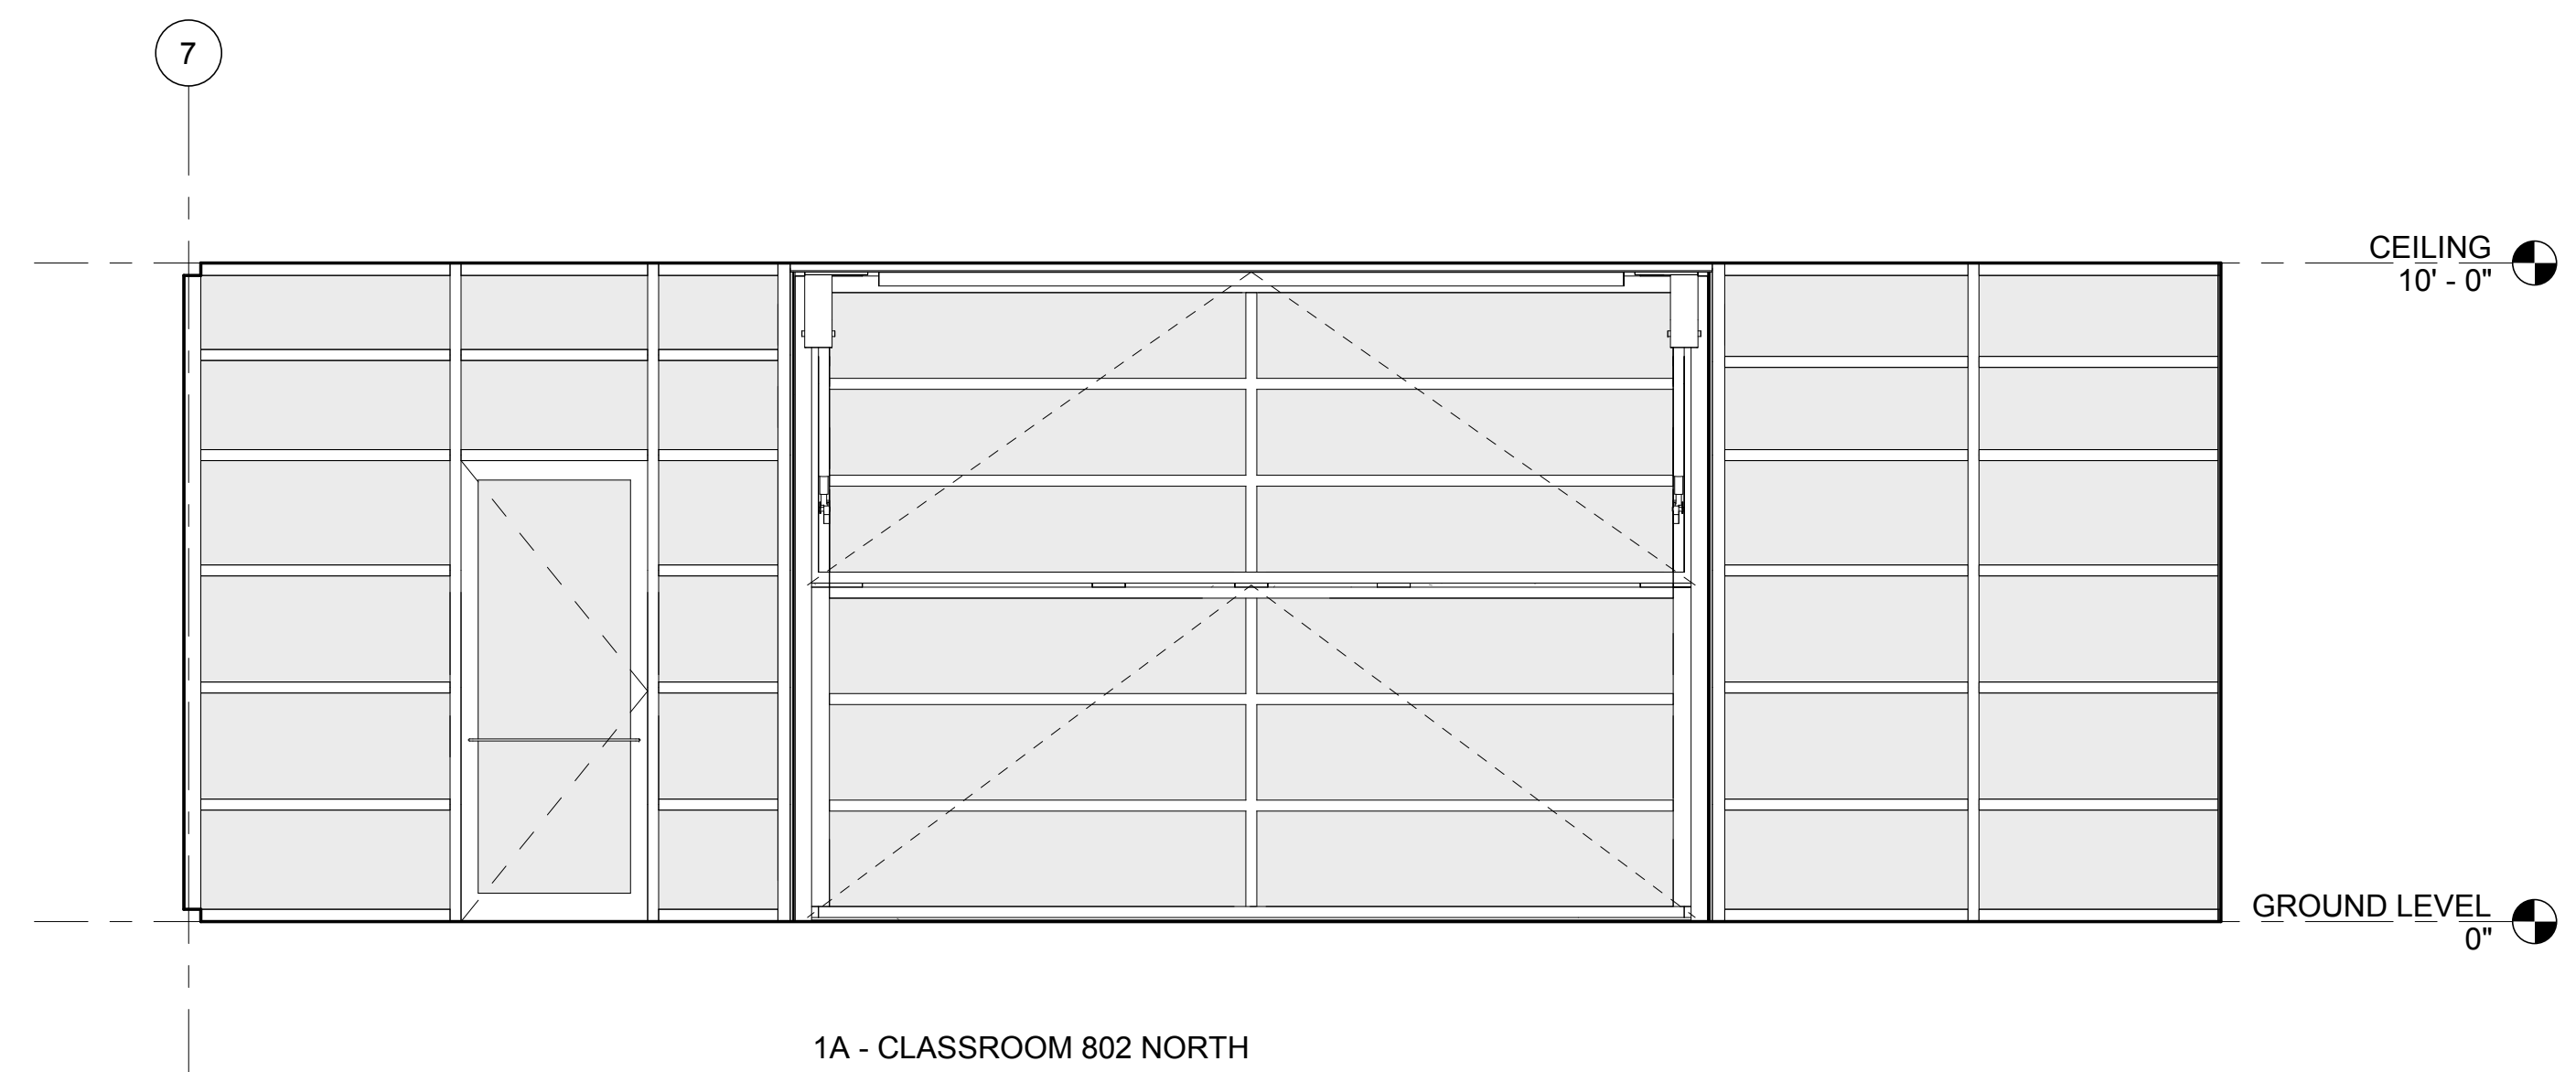 7
CEILING
10' - 0"
GROUND LEVEL
0"
1A - CLASSROOM 802 NORTH